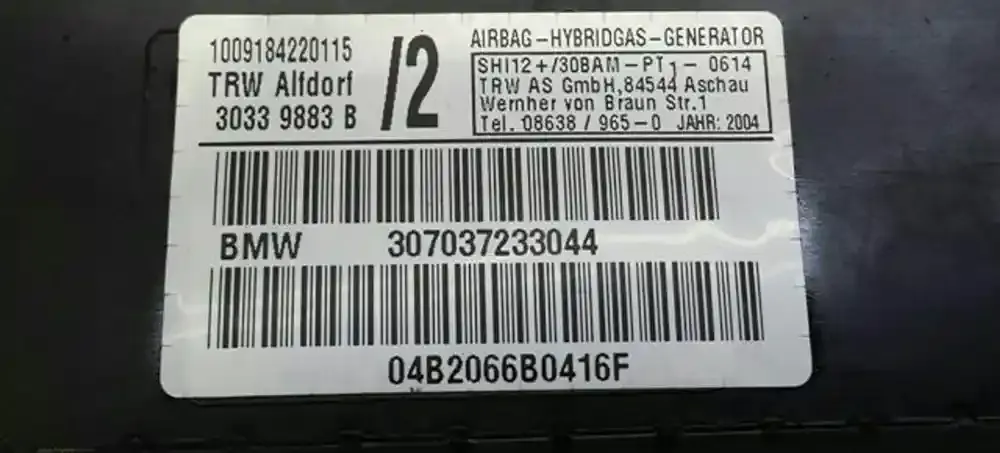 1009184220115
TRW Alfdorf
3033 9883 B
/2
AIRBAG-HYBRIDGAS-GENERATOR
SHI12+/30BAM-PT1-0614
TRW AS GmbH,84544 Aschau
Wernher von Braun Str.1
Tel. 08638 / 965-0 JAHR: 2004
BMW 307037233044
04B2066B0416F